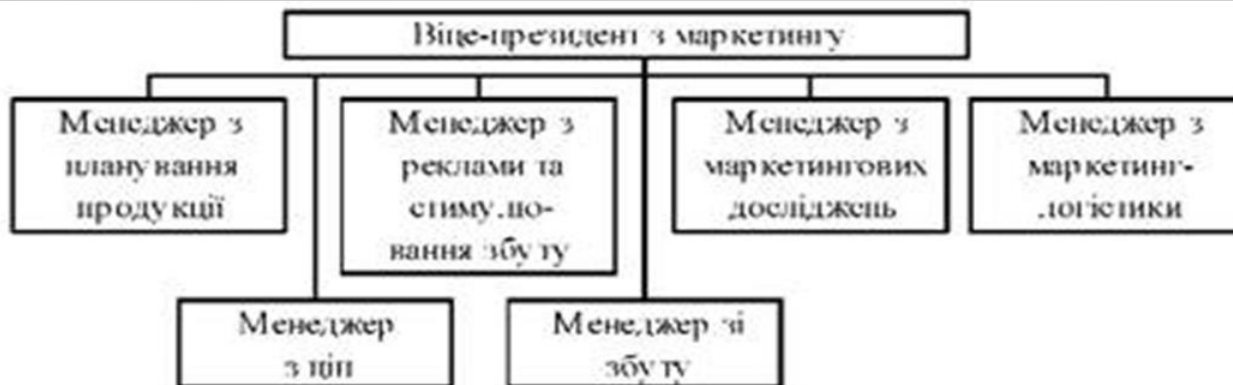 Віце-президент з маркетингу
Менеджер з
планування
продукції
Менеджер з
реклами та
стимулю-
вання збуту
Менеджер з
маркетингових
досліджень
Менеджер з
маркетинг-
логістики
Менеджер
з цін
Менеджер зі
збуту